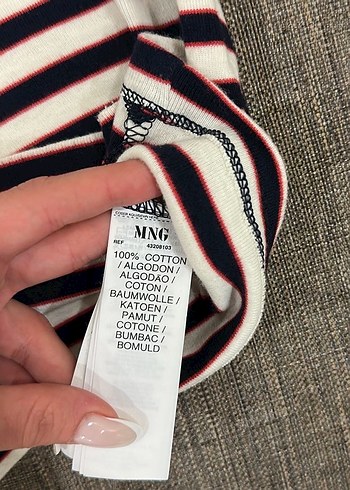 MNG
REF 43208103
100% COTTON
/ ALGODON /
ALGODAO /
COTON /
BAUMWOLLE /
KATOEN /
PAMUT /
COTONE /
BUMBAC /
BOMULD